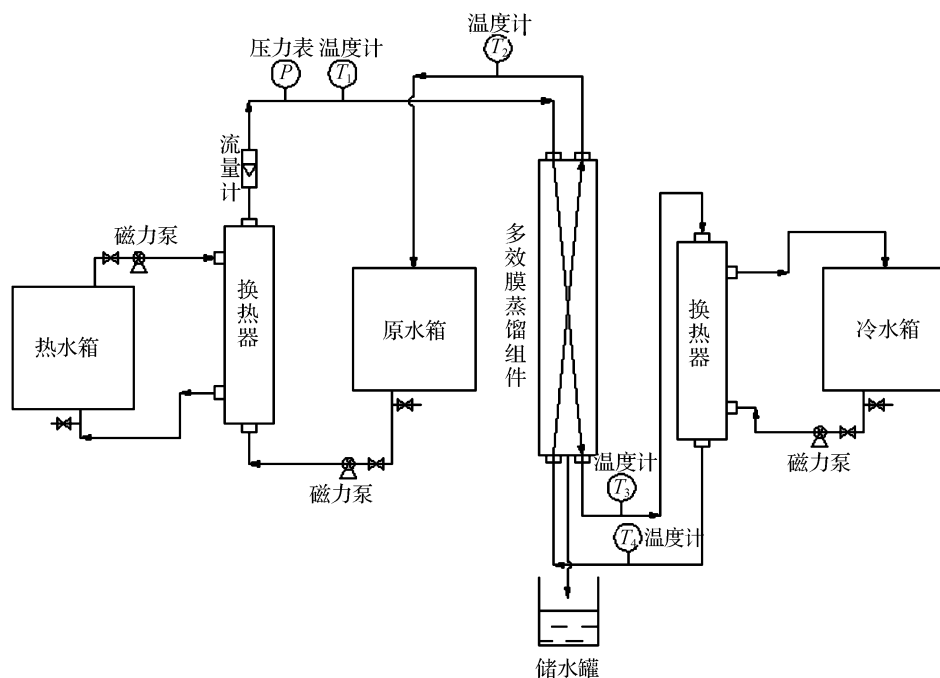 温度计
T2
压力表 温度计
P
T1
流量计
磁力泵
换热器
热水箱
原水箱
磁力泵
多效膜蒸馏组件
换热器
冷水箱
磁力泵
温度计
T3
T4 温度计
储水罐